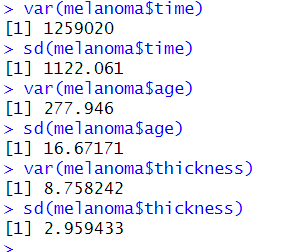 > var(melanoma$time)
[1] 1259020
> sd(melanoma$time)
[1] 1122.061
> var(melanoma$age)
[1] 277.946
> sd(melanoma$age)
[1] 16.67171
> var(melanoma$thickness)
[1] 8.758242
> sd(melanoma$thickness)
[1] 2.959433
>